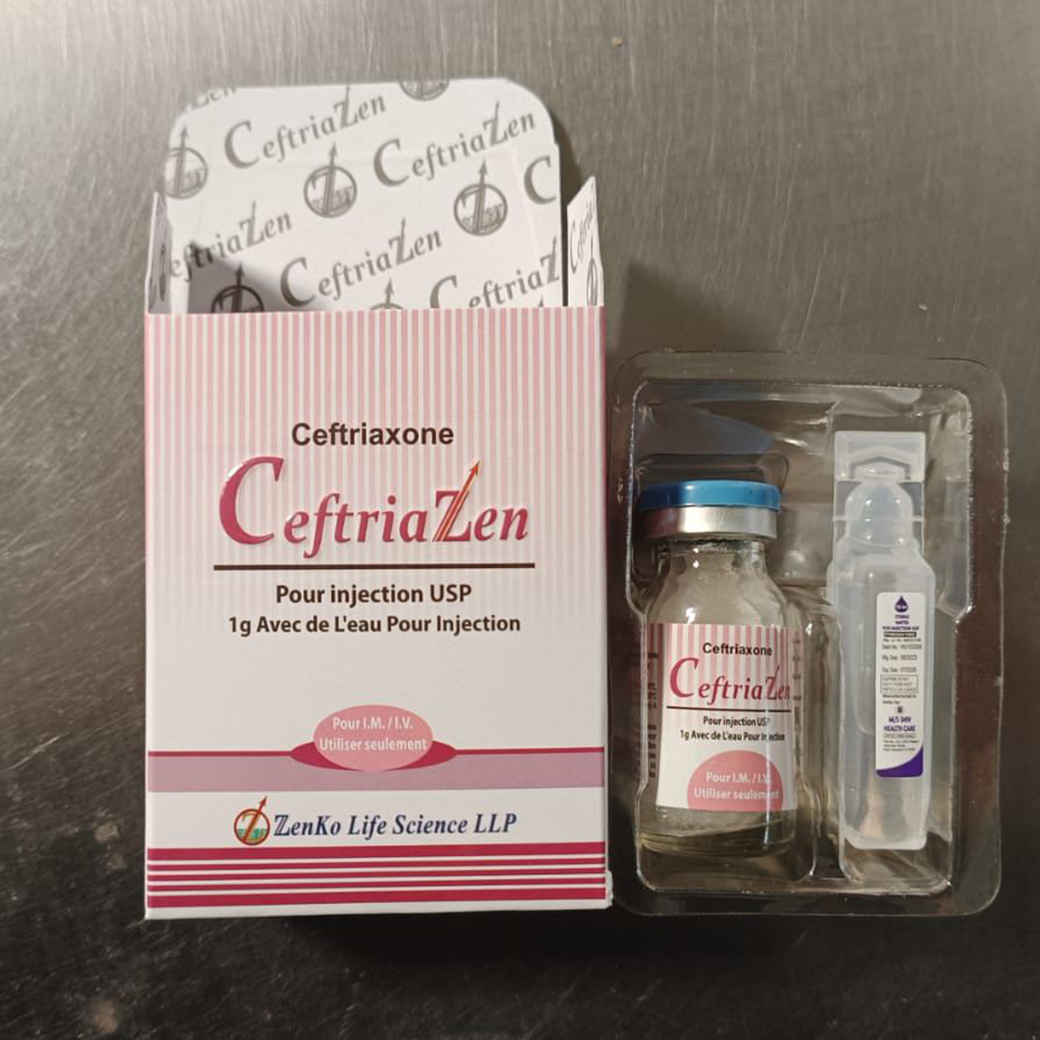 CeftriaZen
CeftriaZen
CeftriaZen
CeftriaZen
Ceftriaxone
CeftriaZen
Pour injection USP
1g Avec de L'eau Pour Injection
Pour I.M. / I.V.
Utiliser seulement
ZenKo Life Science LLP
Ceftriaxone
CeftriaZen
Pour injection USP
1g Avec de L'eau Pour Injection
Pour I.M. / I.V.
Utiliser seulement
STERILE
WATER
FOR INJECTION USP
M/S SHIV
HEALTH CARE